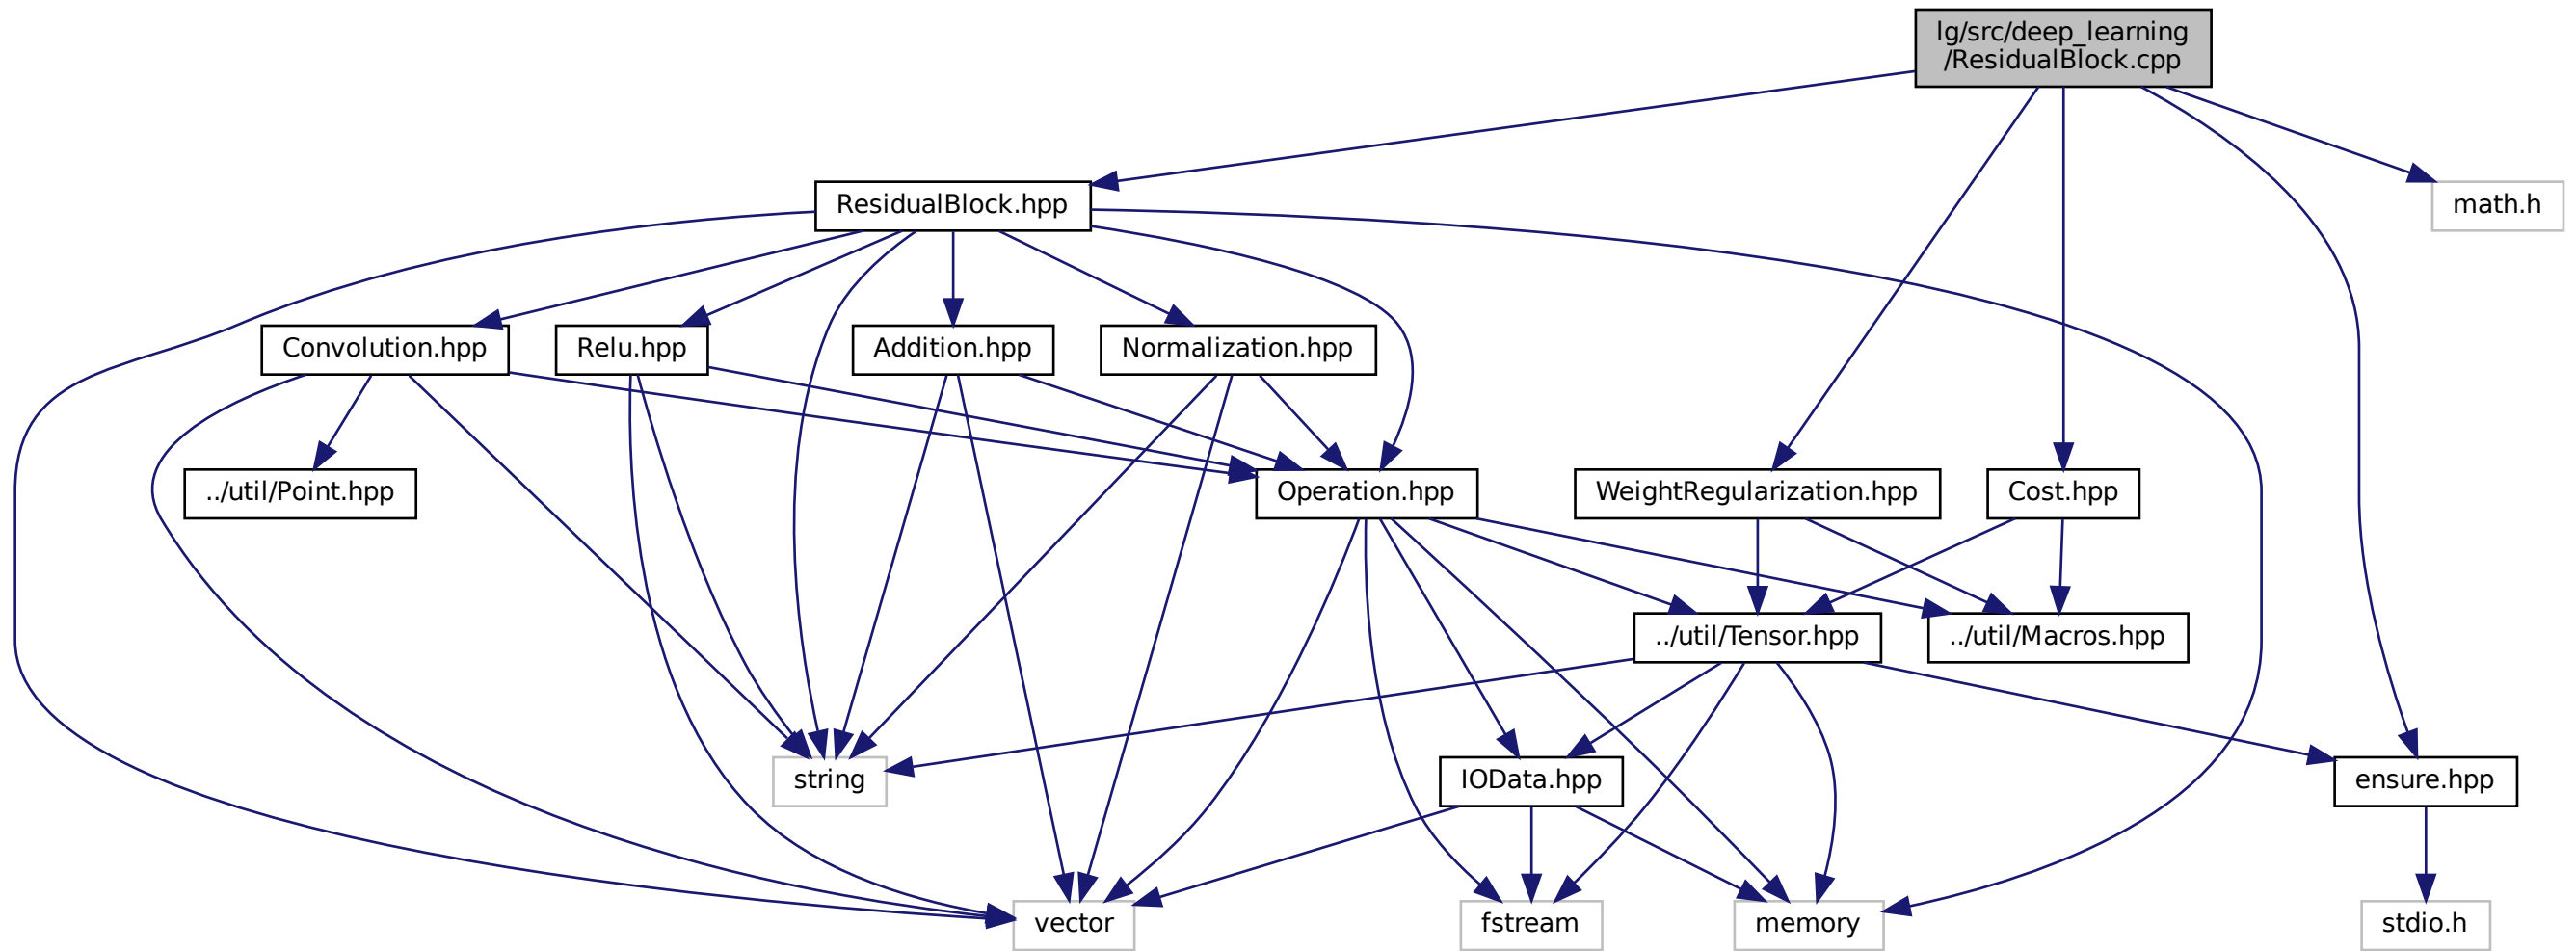 lg/src/deep_learning
/ResidualBlock.cpp
ResidualBlock.hpp
math.h
Convolution.hpp
Relu.hpp
Addition.hpp
Normalization.hpp
../util/Point.hpp
Operation.hpp
WeightRegularization.hpp
Cost.hpp
../util/Tensor.hpp
../util/Macros.hpp
string
IOData.hpp
ensure.hpp
vector
fstream
memory
stdio.h